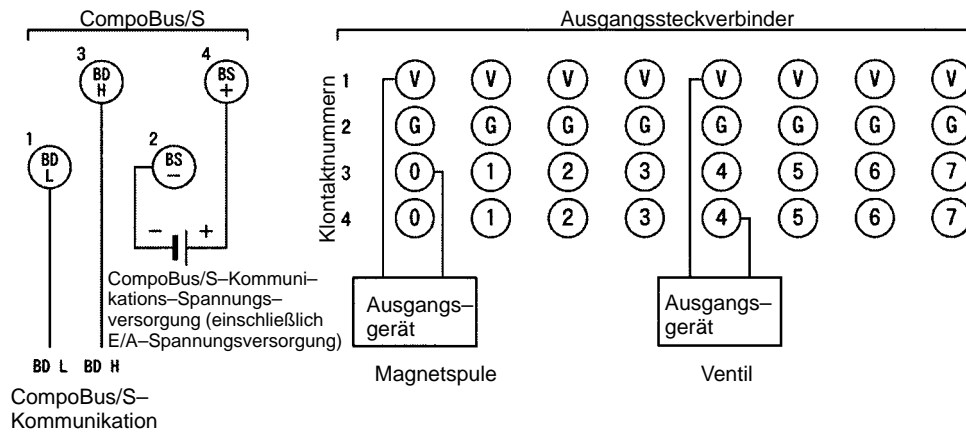 CompoBus/S
Ausgangssteckverbinder
3
BD
H
4
BS
+
1
BD
L
2
BS
–
– +
CompoBus/S–Kommuni–
kations–Spannungs–
versorgung (einschließlich
E/A–Spannungsversorgung)
BD L BD H
CompoBus/S–
Kommunikation
Klontaktnummern
1 V V V V V V V V
2 G G G G G G G G
3 0 1 2 3 4 5 6 7
4 0 1 2 3 4 5 6 7
Ausgangs–
gerät
Magnetspule
Ausgangs–
gerät
Ventil